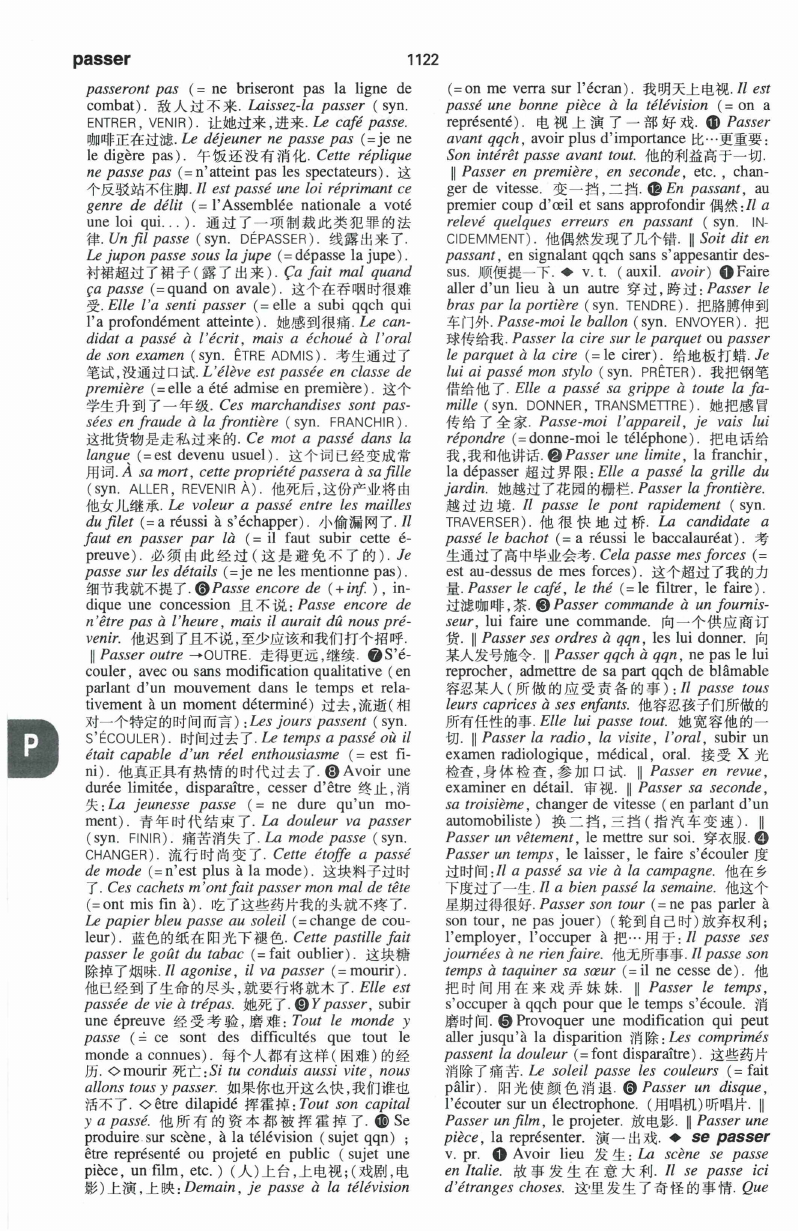 passer
1122
passeront pas (= ne briseront pas la ligne de
combat). 敌人过不来. Laissez-la passer (syn.
ENTRER, VENIR). 让她过来,进来. Le café passe.
咖啡正在过滤. Le déjeuner ne passe pas (=je ne
le digère pas). 午饭还没有消化. Cette réplique
ne passe pas (=n'atteint pas les spectateurs). 这
个反驳站不住脚. Il est passé une loi réprimant ce
genre de délit (= l'Assemblée nationale a voté
une loi qui...). 通过了一项制裁此类犯罪的法
律. Un fil passe (syn. DÉPASSER). 线露出来了.
Le jupon passe sous la jupe (=dépasse la jupe).
衬裙超过了裙子(露了出来). Ça fait mal quand
ça passe (=quand on avale). 这个在吞咽时很难
受. Elle l'a senti passer (=elle a subi qqch qui
l'a profondément atteinte). 她感到很痛. Le can-
didat a passé à l'écrit, mais a échoué à l'oral
de son examen (syn. ÊTRE ADMIS). 考生通过了
笔试,没通过口试. L'élève est passée en classe de
première (=elle a été admise en première). 这个
学生升到了一年级. Ces marchandises sont pas-
sées en fraude à la frontière (syn. FRANCHIR).
这批货物是走私过来的. Ce mot a passé dans la
langue (=est devenu usuel). 这个词已经变成常
用词. À sa mort, cette propriété passera à sa fille
(syn. ALLER, REVENIR À). 他死后,这份产业将由
他女儿继承. Le voleur a passé entre les mailles
du filet (=a réussi à s'échapper). 小偷漏网了. Il
faut en passer par là (= il faut subir cette é-
preuve). 必须由此经过(这是避免不了的). Je
passe sur les détails (=je ne les mentionne pas).
细节我就不提了. ❻Passe encore de (+inf.), in-
dique une concession 且不说: Passe encore de
n'être pas à l'heure, mais il aurait dû nous pré-
venir. 他迟到了且不说,至少应该和我们打个招呼.
‖ Passer outre →OUTRE. 走得更远,继续. ❼S'é-
couler, avec ou sans modification qualitative (en
parlant d'un mouvement dans le temps et rela-
tivement à un moment déterminé) 过去,流逝(相
对一个特定的时间而言): Les jours passent (syn.
S'ÉCOULER). 时间过去了. Le temps a passé où il
était capable d'un réel enthousiasme (= est fi-
ni). 他真正具有热情的时代过去了. ❽Avoir une
durée limitée, disparaître, cesser d'être 终止,消
失: La jeunesse passe (= ne dure qu'un mo-
ment). 青年时代结束了. La douleur va passer
(syn. FINIR). 痛苦消失了. La mode passe (syn.
CHANGER). 流行时尚变了. Cette étoffe a passé
de mode (=n'est plus à la mode). 这块料子过时
了. Ces cachets m'ont fait passer mon mal de tête
(=ont mis fin à). 吃了这些药片我的头就不疼了.
Le papier bleu passe au soleil (=change de cou-
leur). 蓝色的纸在阳光下褪色. Cette pastille fait
passer le goût du tabac (=fait oublier). 这块糖
除掉了烟味. Il agonise, il va passer (=mourir).
他已经到了生命的尽头,就要行将就木了. Elle est
passée de vie à trépas. 她死了. ❾Y passer, subir
une épreuve 经受考验,磨难: Tout le monde y
passe (= ce sont des difficultés que tout le
monde a connues). 每个人都有这样(困难)的经
历. ◇mourir 死亡: Si tu conduis aussi vite, nous
allons tous y passer. 如果你也开这么快,我们谁也
活不了. ◇être dilapidé 挥霍掉: Tout son capital
y a passé. 他所有的资本都被挥霍掉了. ❿Se
produire sur scène, à la télévision (sujet qqn) ;
être représenté ou projeté en public (sujet une
pièce, un film, etc.) (人)上台,上电视;(戏剧,电
影)上演,上映: Demain, je passe à la télévision
(=on me verra sur l'écran). 我明天上电视. Il est
passé une bonne pièce à la télévision (=on a
représenté). 电视上演了一部好戏. ⓫ Passer
avant qqch, avoir plus d'importance 比…更重要:
Son intérêt passe avant tout. 他的利益高于一切.
‖ Passer en première, en seconde, etc., chan-
ger de vitesse. 变一挡,二挡. ⓬En passant, au
premier coup d'œil et sans approfondir 偶然: Il a
relevé quelques erreurs en passant (syn. IN-
CIDEMMENT). 他偶然发现了几个错. ‖ Soit dit en
passant, en signalant qqch sans s'appesantir des-
sus. 顺便提一下. ◆ v. t. (auxil. avoir) ❶Faire
aller d'un lieu à un autre 穿过,跨过: Passer le
bras par la portière (syn. TENDRE). 把胳膊伸到
车门外. Passe-moi le ballon (syn. ENVOYER). 把
球传给我. Passer la cire sur le parquet ou passer
le parquet à la cire (=le cirer). 给地板打蜡. Je
lui ai passé mon stylo (syn. PRÊTER). 我把钢笔
借给他了. Elle a passé sa grippe à toute la fa-
mille (syn. DONNER, TRANSMETTRE). 她把感冒
传给了全家. Passe-moi l'appareil, je vais lui
répondre (=donne-moi le téléphone). 把电话给
我,我和他讲话. ❷Passer une limite, la franchir,
la dépasser 超过界限: Elle a passé la grille du
jardin. 她越过了花园的栅栏. Passer la frontière.
越过边境. Il passe le pont rapidement (syn.
TRAVERSER). 他很快地过桥. La candidate a
passé le bachot (=a réussi le baccalauréat). 考
生通过了高中毕业会考. Cela passe mes forces (=
est au-dessus de mes forces). 这个超过了我的力
量. Passer le café, le thé (=le filtrer, le faire).
过滤咖啡,茶. ❸Passer commande à un fournis-
seur, lui faire une commande. 向一个供应商订
货. ‖ Passer ses ordres à qqn, les lui donner. 向
某人发号施令. ‖ Passer qqch à qqn, ne pas le lui
reprocher, admettre de sa part qqch de blâmable
容忍某人(所做的应受责备的事): Il passe tous
leurs caprices à ses enfants. 他容忍孩子们所做的
所有任性的事. Elle lui passe tout. 她宽容他的一
切. ‖ Passer la radio, la visite, l'oral, subir un
examen radiologique, médical, oral. 接受 X 光
检查,身体检查,参加口试. ‖ Passer en revue,
examiner en détail. 审视. ‖ Passer sa seconde,
sa troisième, changer de vitesse (en parlant d'un
automobiliste) 换二挡,三挡(指汽车变速). ‖
Passer un vêtement, le mettre sur soi. 穿衣服. ❹
Passer un temps, le laisser, le faire s'écouler 度
过时间: Il a passé sa vie à la campagne. 他在乡
下度过了一生. Il a bien passé la semaine. 他这个
星期过得很好. Passer son tour (=ne pas parler à
son tour, ne pas jouer) (轮到自己时)放弃权利;
l'employer, l'occuper à 把…用于: Il passe ses
journées à ne rien faire. 他无所事事. Il passe son
temps à taquiner sa sœur (=il ne cesse de). 他
把时间用在来戏弄妹妹. ‖ Passer le temps,
s'occuper à qqch pour que le temps s'écoule. 消
磨时间. ❺Provoquer une modification qui peut
aller jusqu'à la disparition 消除: Les comprimés
passent la douleur (=font disparaître). 这些药片
消除了痛苦. Le soleil passe les couleurs (= fait
pâlir). 阳光使颜色消退. ❻ Passer un disque,
l'écouter sur un électrophone. (用唱机)听唱片. ‖
Passer un film, le projeter. 放电影. ‖ Passer une
pièce, la représenter. 演一出戏. ◆ se passer
v. pr. ❶ Avoir lieu 发生: La scène se passe
en Italie. 故事发生在意大利. Il se passe ici
d'étranges choses. 这里发生了奇怪的事情. Que
P